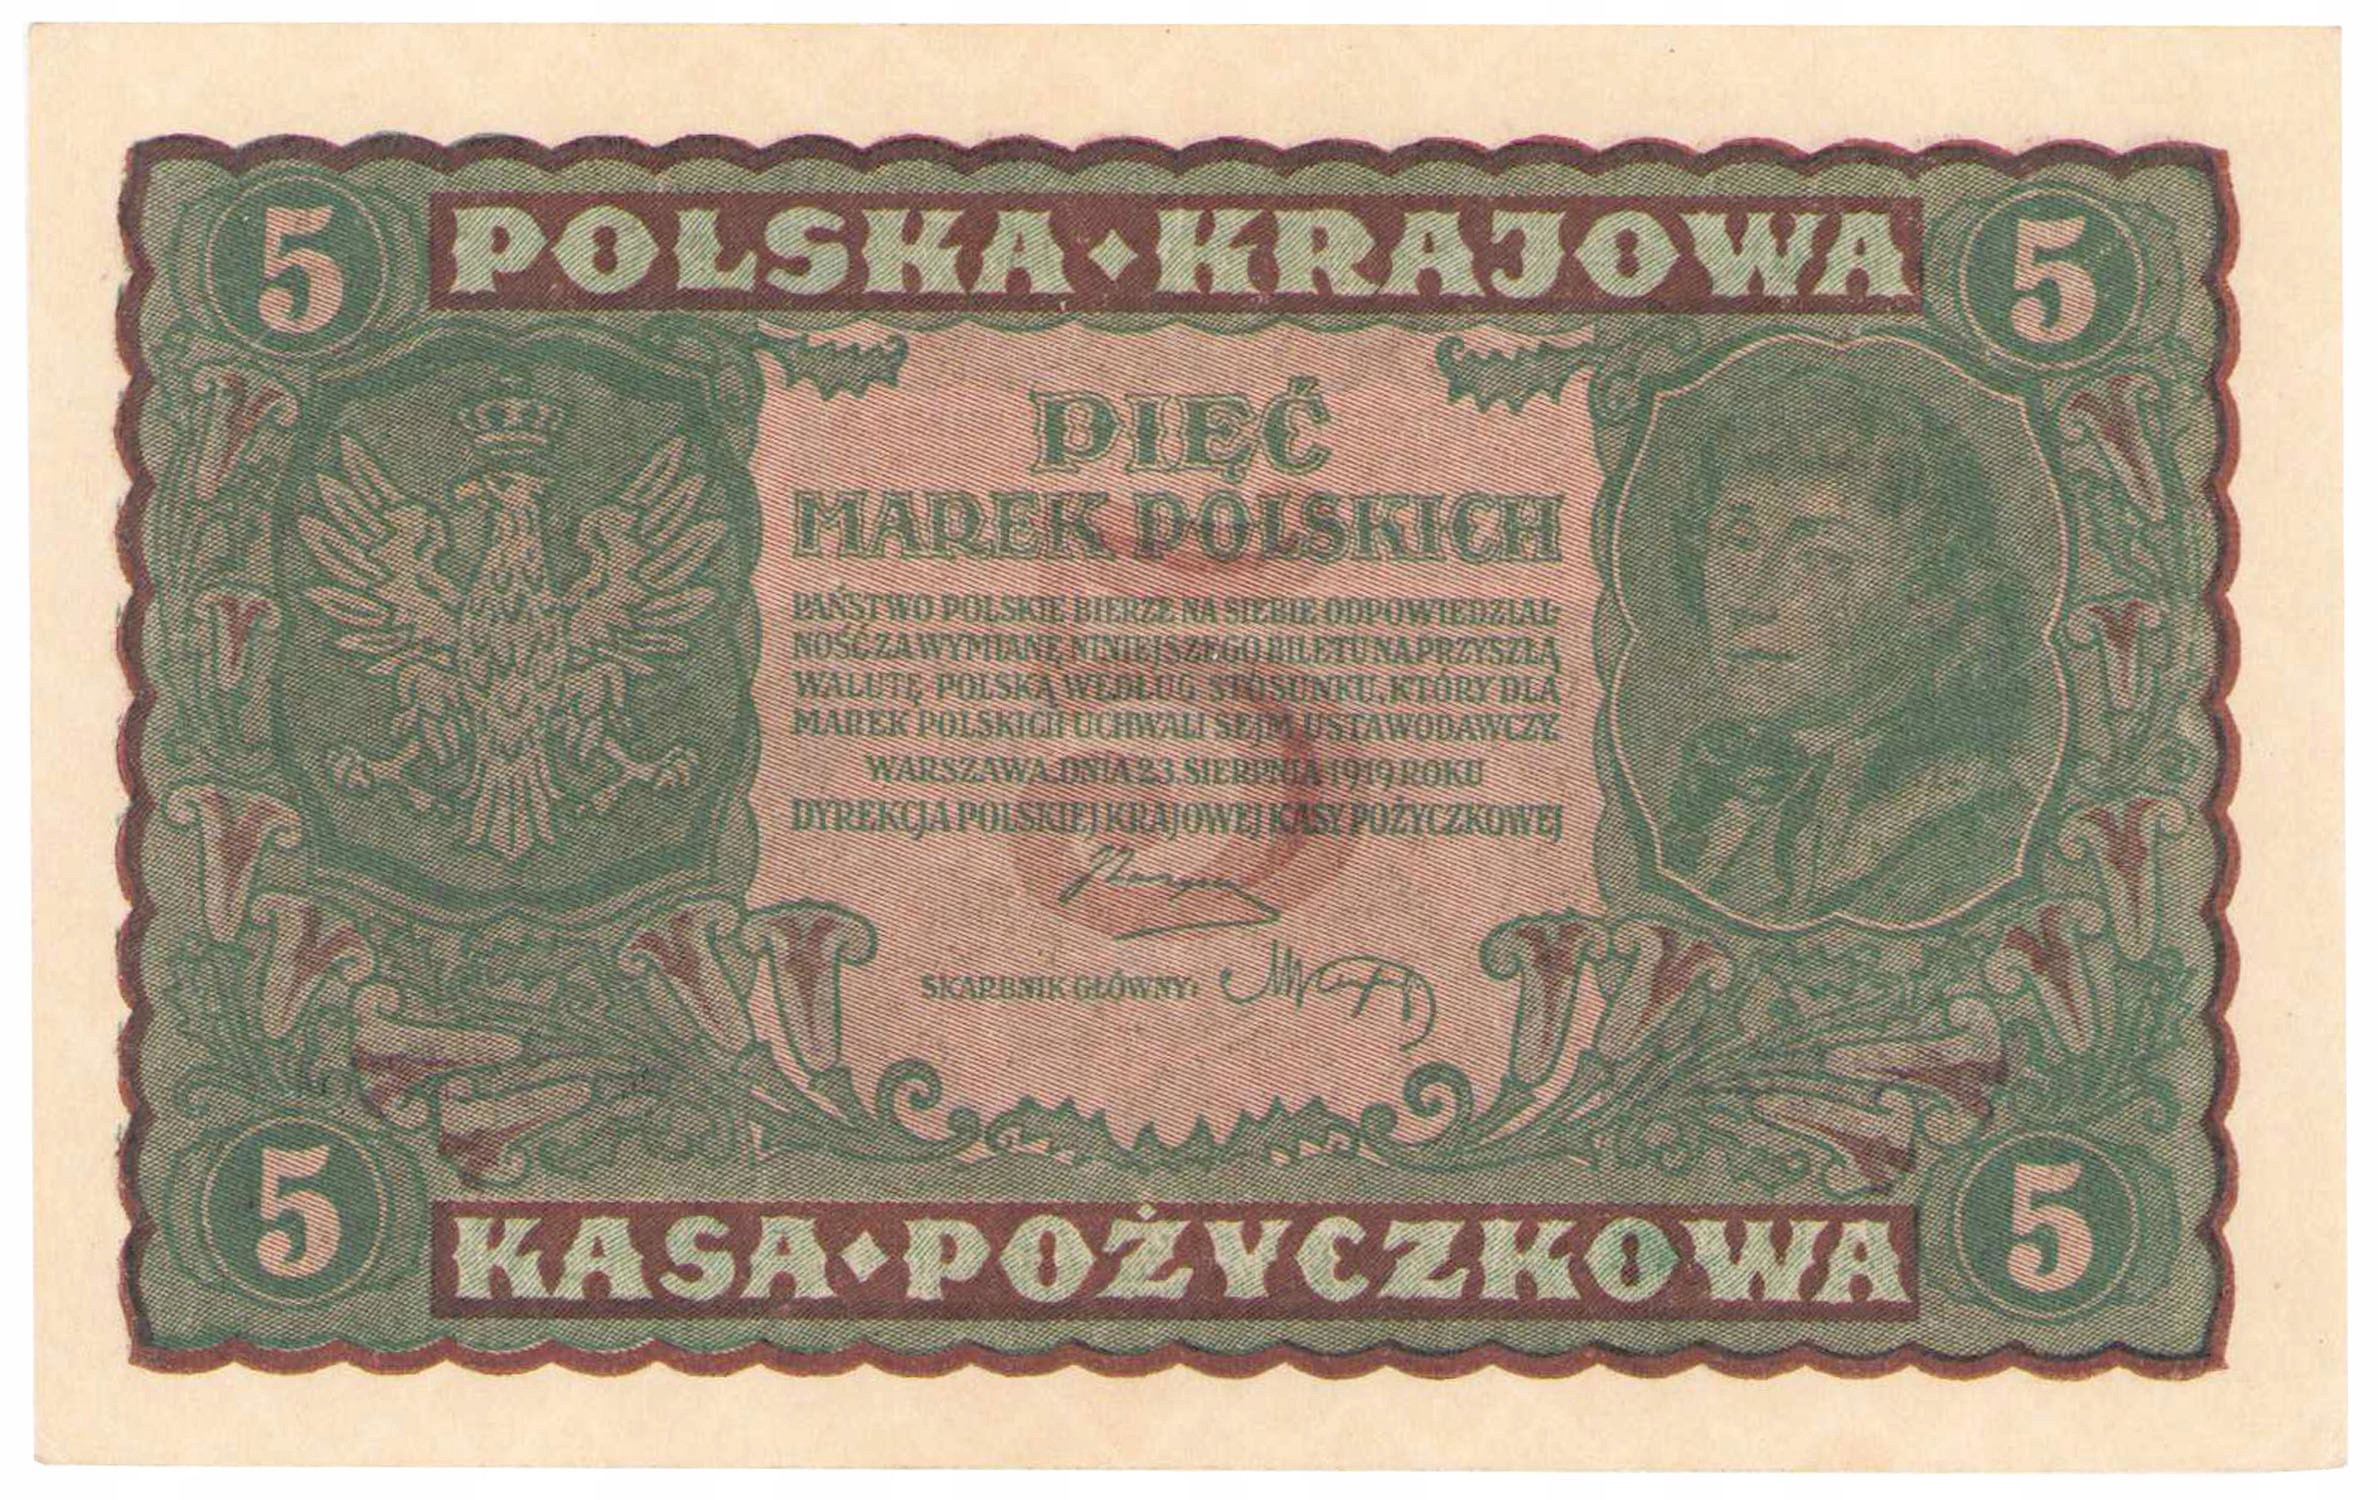 5 POLSKA ◆ KRAJOWA 5
PIĘĆ
MAREK POLSKICH
PAŃSTWO POLSKIE BIERZE NA SIEBIE ODPOWIEDZIAL-
NOŚĆ ZA WYMIANĘ NINIEJSZEGO BILETU NA PRZYSZŁĄ
WALUTĘ POLSKĄ WEDŁUG STOSUNKU, KTÓRY DLA
MAREK POLSKICH UCHWALI SEJM USTAWODAWCZY.
WARSZAWA, DNIA 23. SIERPNIA 1919 ROKU
DYREKCJA POLSKIEJ KRAJOWEJ KASY POŻYCZKOWEJ
SKARBNIK GŁÓWNY:
5 KASA ◆ POŻYCZKOWA 5